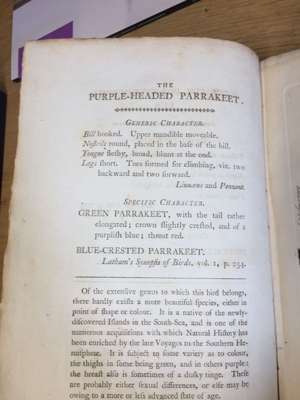 THE
PURPLE-HEADED PARRAKEET.
GENERIC CHARACTER.
Bill hooked. Upper mandible moveable.
Nostrils round, placed in the base of the bill.
Tongue fleshy, broad, blunt at the end.
Legs short. Toes formed for climbing, viz. two
backward and two forward.
Linnæus and Pennant.
SPECIFIC CHARACTER.
GREEN PARRAKEET, with the tail rather
elongated; crown slightly crested, and of a
purplish blue; throat red.
BLUE-CRESTED PARRAKEET.
Latham's Synopsis of Birds, vol. 1, p. 254.
Of the extensive genus to which this bird belongs,
there hardly exists a more beautiful species, either in
point of shape or colour. It is a native of the newly-
discovered Islands in the South-Sea, and is one of the
numerous acquisitions with which Natural History has
been enriched by the late Voyages to the Southern He-
misphere. It is subject to some variety as to colour,
the thighs in some being green, and in others purple:
the breast also is sometimes of a dusky tinge. These
are probably either sexual differences, or else may be
owing to a more or less advanced state of age.